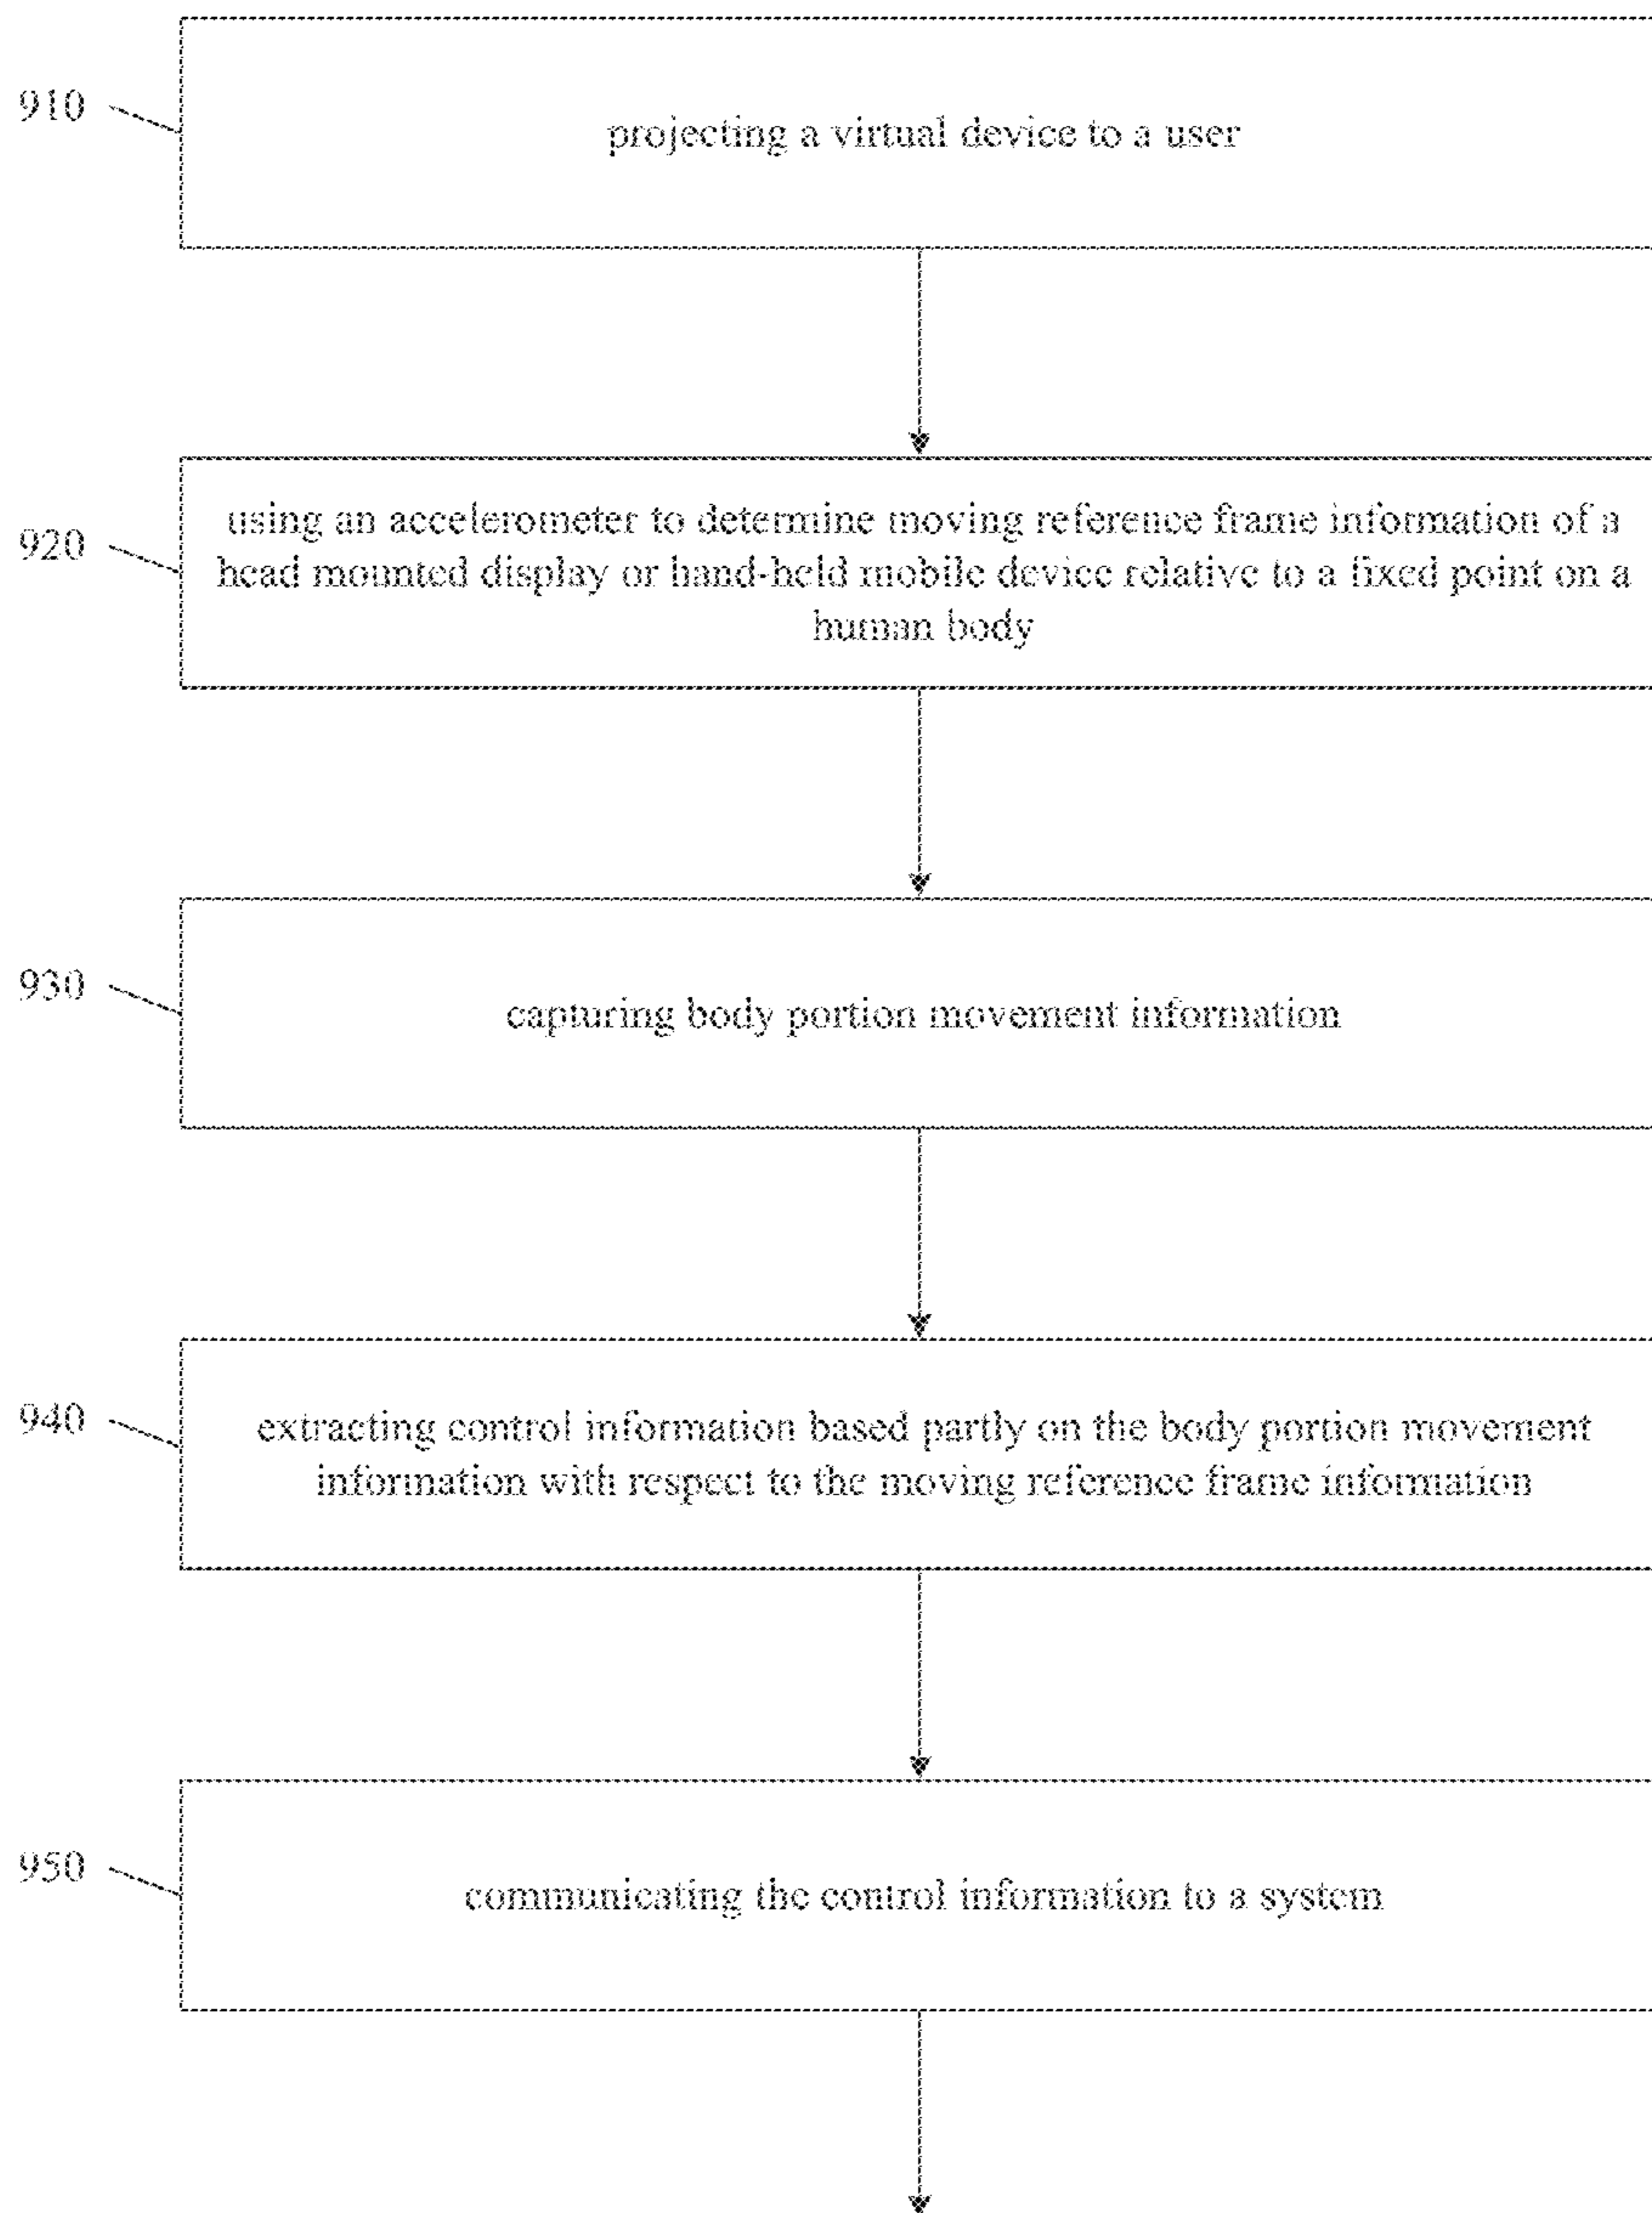 910
projecting a virtual device to a user
920
using an accelerometer to determine moving reference frame information of a
head mounted display or hand-held mobile device relative to a fixed point on a
human body
930
capturing body portion movement information
940
extracting control information based partly on the body portion movement
information with respect to the moving reference frame information
950
communicating the control information to a system